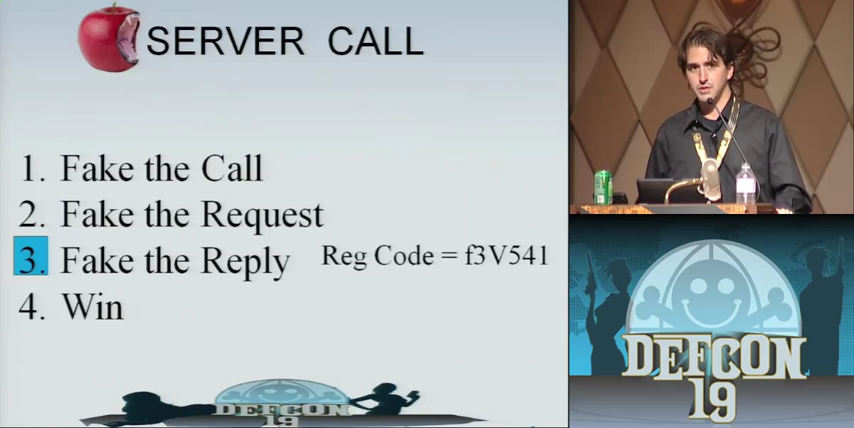 SERVER CALL
1. Fake the Call
2. Fake the Request
3. Fake the Reply Reg Code = f3V541
4. Win
DEFCON
19
DEFCON
19